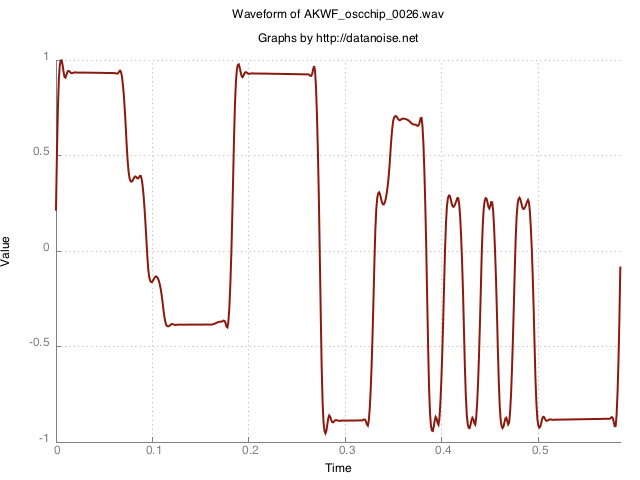 Waveform of AKWF_oscchip_0026.wav
Graphs by http://datanoise.net
1
0.5
0
-0.5
-1
Value
0 0.1 0.2 0.3 0.4 0.5
Time